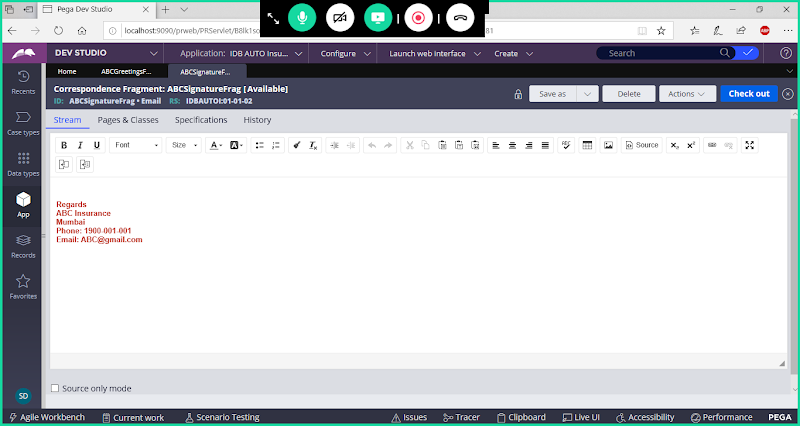 Pega Dev Studio
localhost:9090/prweb/PRServlet/
81
DEV STUDIO
Application: IDB AUTO Insu...
Configure
Launch web interface
Create
Search
Home
ABCGreetingsF...
ABCSignatureF...
Recents
Case types
Data types
App
Records
Favorites
SD
Correspondence Fragment: ABCSignatureFrag [Available]
ID: ABCSignatureFrag • Email RS: IDBAUTOI:01-01-02
Save as
Delete
Actions
Check out
Stream
Pages & Classes
Specifications
History
B I U Font Size A A Source
Regards
ABC Insurance
Mumbai
Phone: 1900-001-001
Email: ABC@gmail.com
Source only mode
Agile Workbench
Current work
Scenario Testing
Issues
Tracer
Clipboard
Live UI
Accessibility
Performance
PEGA